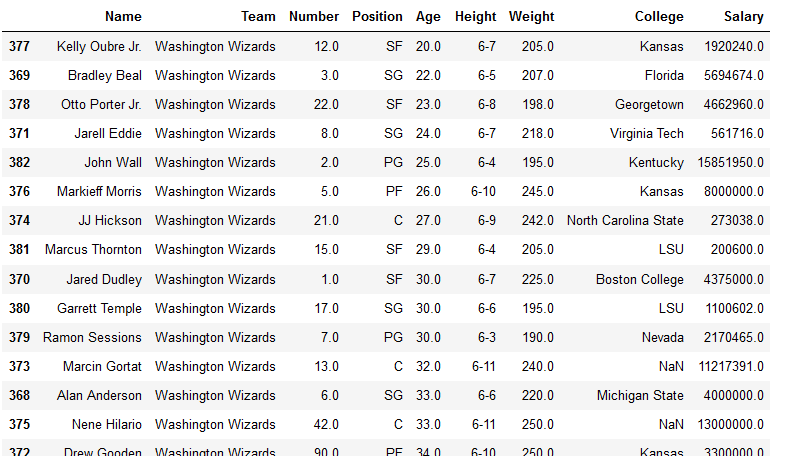 Name Team Number Position Age Height Weight College Salary
377 Kelly Oubre Jr. Washington Wizards 12.0 SF 20.0 6-7 205.0 Kansas 1920240.0
369 Bradley Beal Washington Wizards 3.0 SG 22.0 6-5 207.0 Florida 5694674.0
378 Otto Porter Jr. Washington Wizards 22.0 SF 23.0 6-8 198.0 Georgetown 4662960.0
371 Jarell Eddie Washington Wizards 8.0 SG 24.0 6-7 218.0 Virginia Tech 561716.0
382 John Wall Washington Wizards 2.0 PG 25.0 6-4 195.0 Kentucky 15851950.0
376 Markieff Morris Washington Wizards 5.0 PF 26.0 6-10 245.0 Kansas 8000000.0
374 JJ Hickson Washington Wizards 21.0 C 27.0 6-9 242.0 North Carolina State 273038.0
381 Marcus Thornton Washington Wizards 15.0 SF 29.0 6-4 205.0 LSU 200600.0
370 Jared Dudley Washington Wizards 1.0 SF 30.0 6-7 225.0 Boston College 4375000.0
380 Garrett Temple Washington Wizards 17.0 SG 30.0 6-6 195.0 LSU 1100602.0
379 Ramon Sessions Washington Wizards 7.0 PG 30.0 6-3 190.0 Nevada 2170465.0
373 Marcin Gortat Washington Wizards 13.0 C 32.0 6-11 240.0 NaN 11217391.0
368 Alan Anderson Washington Wizards 6.0 SG 33.0 6-6 220.0 Michigan State 4000000.0
375 Nene Hilario Washington Wizards 42.0 C 33.0 6-11 250.0 NaN 13000000.0
372 Drew Gooden Washington Wizards 90.0 PF 34.0 6-10 250.0 Kansas 3300000.0